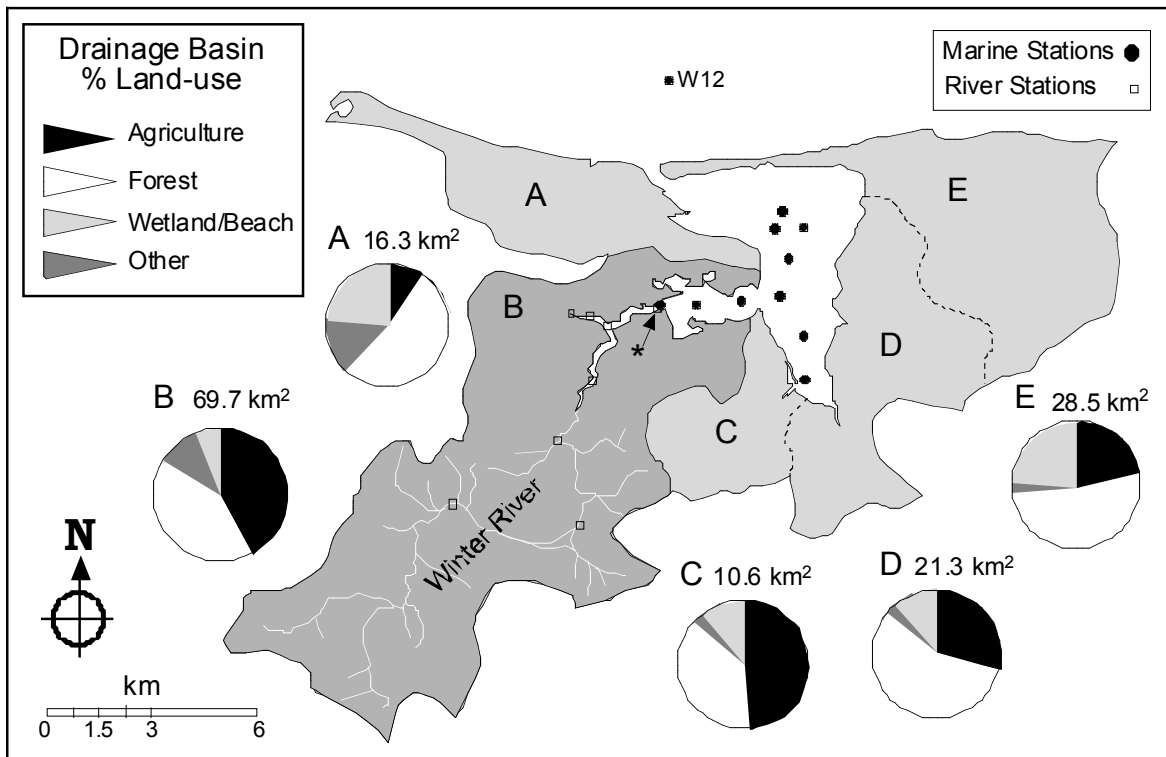 Drainage Basin
% Land-use
Agriculture
Forest
Wetland/Beach
Other
Marine Stations
River Stations
W12
A
E
A 16.3 km²
B
D
*
C
B 69.7 km²
E 28.5 km²
Winter River
N
C 10.6 km²
D 21.3 km²
km
0 1.5 3 6